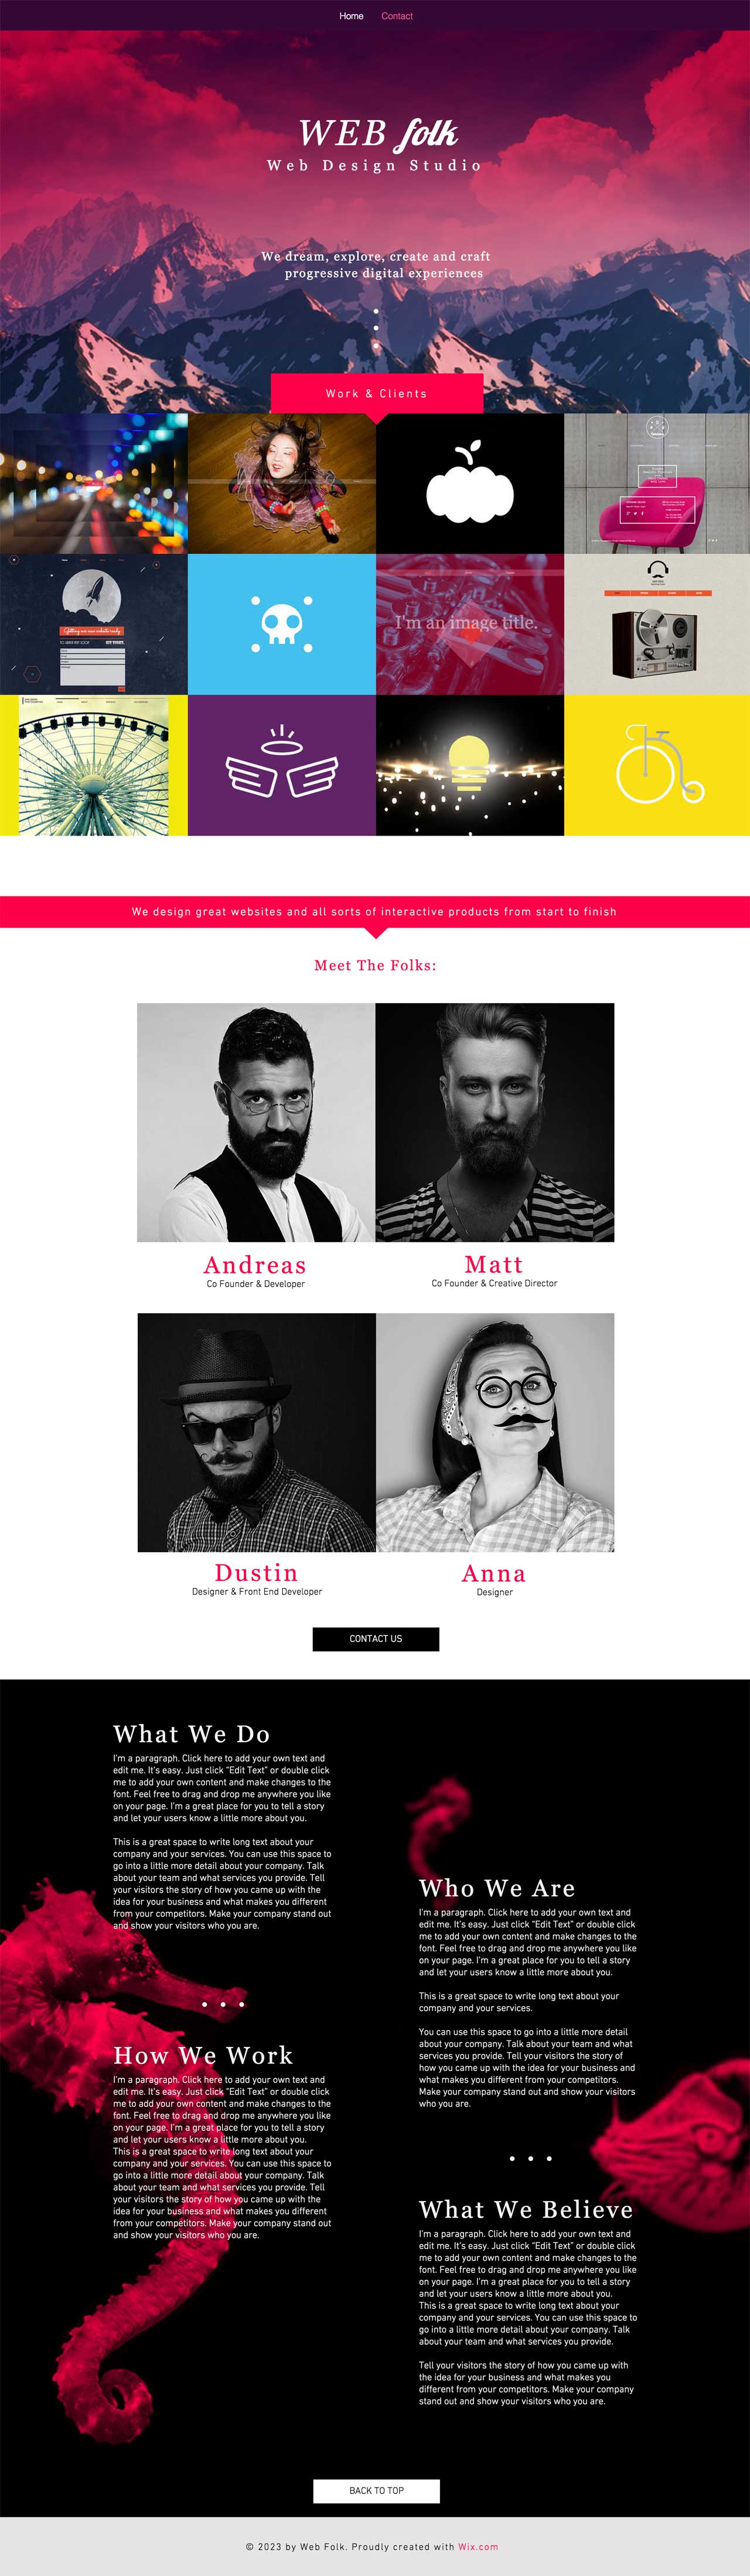 Home Contact
WEB folk
Web Design Studio
We dream, explore, create and craft
progressive digital experiences
Work & Clients
I'm an image title.
We design great websites and all sorts of interactive products from start to finish
Meet The Folks:
Andreas
Co Founder & Developer
Matt
Co Founder & Creative Director
Dustin
Designer & Front End Developer
Anna
Designer
CONTACT US
What We Do
I'm a paragraph. Click here to add your own text and
edit me. It's easy. Just click “Edit Text” or double click
me to add your own content and make changes to the
font. Feel free to drag and drop me anywhere you like
on your page. I'm a great place for you to tell a story
and let your users know a little more about you.
This is a great space to write long text about your
company and your services. You can use this space to
go into a little more detail about your company. Talk
about your team and what services you provide. Tell
your visitors the story of how you came up with the
idea for your business and what makes you different
from your competitors. Make your company stand out
and show your visitors who you are.
How We Work
I'm a paragraph. Click here to add your own text and
edit me. It's easy. Just click “Edit Text” or double click
me to add your own content and make changes to the
font. Feel free to drag and drop me anywhere you like
on your page. I'm a great place for you to tell a story
and let your users know a little more about you.
This is a great space to write long text about your
company and your services. You can use this space to
go into a little more detail about your company. Talk
about your team and what services you provide. Tell
your visitors the story of how you came up with the
idea for your business and what makes you different
from your competitors. Make your company stand out
and show your visitors who you are.
Who We Are
I'm a paragraph. Click here to add your own text and
edit me. It's easy. Just click “Edit Text” or double click
me to add your own content and make changes to the
font. Feel free to drag and drop me anywhere you like
on your page. I'm a great place for you to tell a story
and let your users know a little more about you.
This is a great space to write long text about your
company and your services.
You can use this space to go into a little more detail
about your company. Talk about your team and what
services you provide. Tell your visitors the story of
how you came up with the idea for your business and
what makes you different from your competitors.
Make your company stand out and show your visitors
who you are.
What We Believe
I'm a paragraph. Click here to add your own text and
edit me. It's easy. Just click “Edit Text” or double click
me to add your own content and make changes to the
font. Feel free to drag and drop me anywhere you like
on your page. I'm a great place for you to tell a story
and let your users know a little more about you.
This is a great space to write long text about your
company and your services. You can use this space to
go into a little more detail about your company. Talk
about your team and what services you provide.
Tell your visitors the story of how you came up with
the idea for your business and what makes you
different from your competitors. Make your company
stand out and show your visitors who you are.
BACK TO TOP
© 2023 by Web Folk. Proudly created with Wix.com